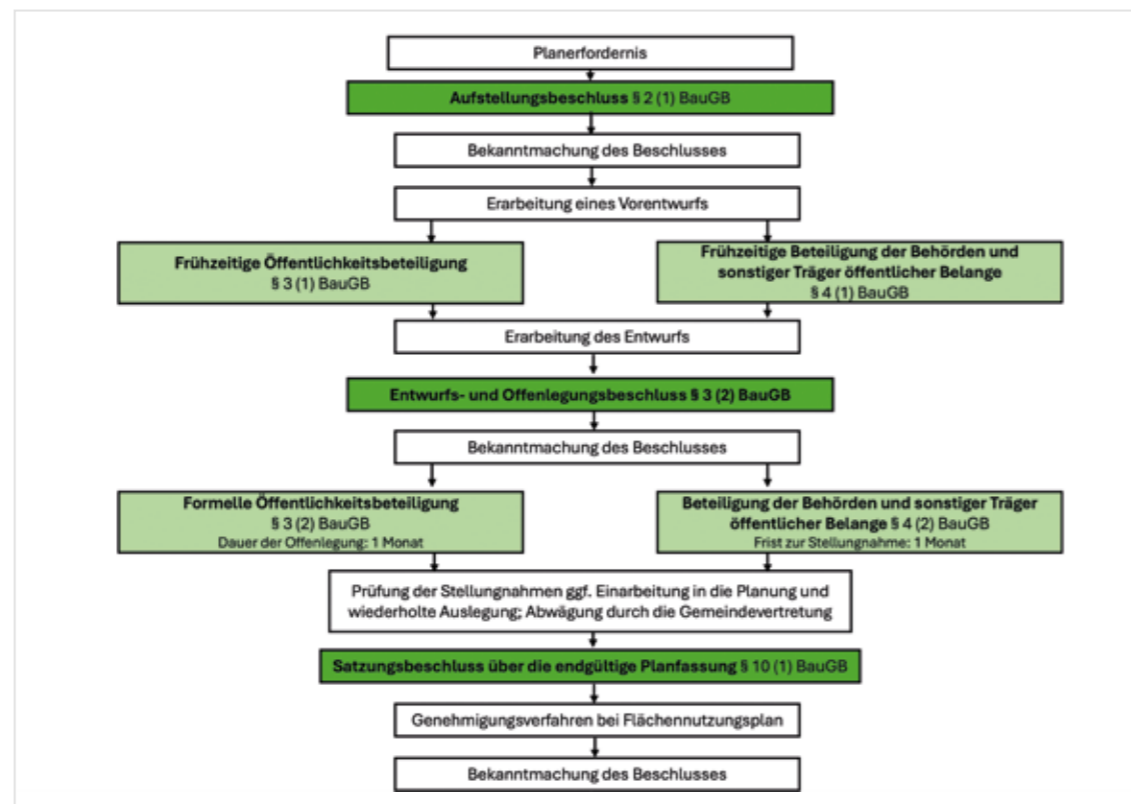 Planerfordernis
Aufstellungsbeschluss § 2 (1) BauGB
Bekanntmachung des Beschlusses
Erarbeitung eines Vorentwurfs
Frühzeitige Öffentlichkeitsbeteiligung
§ 3 (1) BauGB
Frühzeitige Beteiligung der Behörden und
sonstiger Träger öffentlicher Belange
§ 4 (1) BauGB
Erarbeitung des Entwurfs
Entwurfs- und Offenlegungsbeschluss § 3 (2) BauGB
Bekanntmachung des Beschlusses
Formelle Öffentlichkeitsbeteiligung
§ 3 (2) BauGB
Dauer der Offenlegung: 1 Monat
Beteiligung der Behörden und sonstiger Träger
öffentlicher Belange § 4 (2) BauGB
Frist zur Stellungnahme: 1 Monat
Prüfung der Stellungnahmen ggf. Einarbeitung in die Planung und
wiederholte Auslegung; Abwägung durch die Gemeindevertretung
Satzungsbeschluss über die endgültige Planfassung § 10 (1) BauGB
Genehmigungsverfahren bei Flächennutzungsplan
Bekanntmachung des Beschlusses